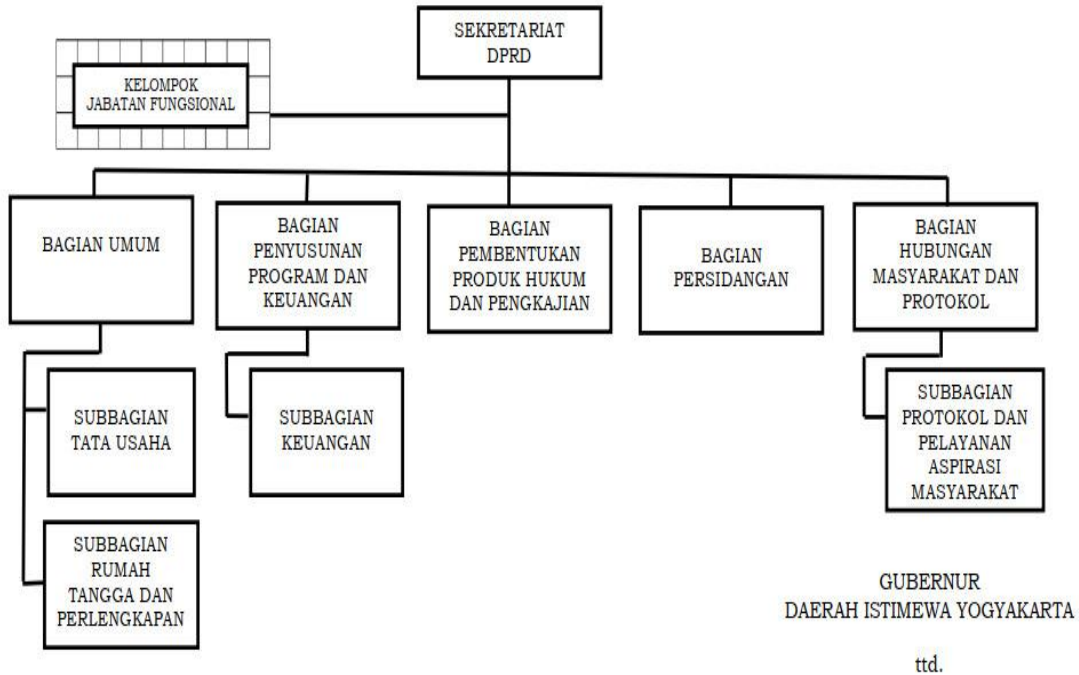 SEKRETARIAT
DPRD
KELOMPOK
JABATAN FUNGSIONAL
BAGIAN UMUM
BAGIAN
PENYUSUNAN
PROGRAM DAN
KEUANGAN
BAGIAN
PEMBENTUKAN
PRODUK HUKUM
DAN PENGKAJIAN
BAGIAN
PERSIDANGAN
BAGIAN
HUBUNGAN
MASYARAKAT DAN
PROTOKOL
SUBBAGIAN
TATA USAHA
SUBBAGIAN
KEUANGAN
SUBBAGIAN
PROTOKOL DAN
PELAYANAN
ASPIRASI
MASYARAKAT
SUBBAGIAN
RUMAH
TANGGA DAN
PERLENGKAPAN
GUBERNUR
DAERAH ISTIMEWA YOGYAKARTA
ttd.